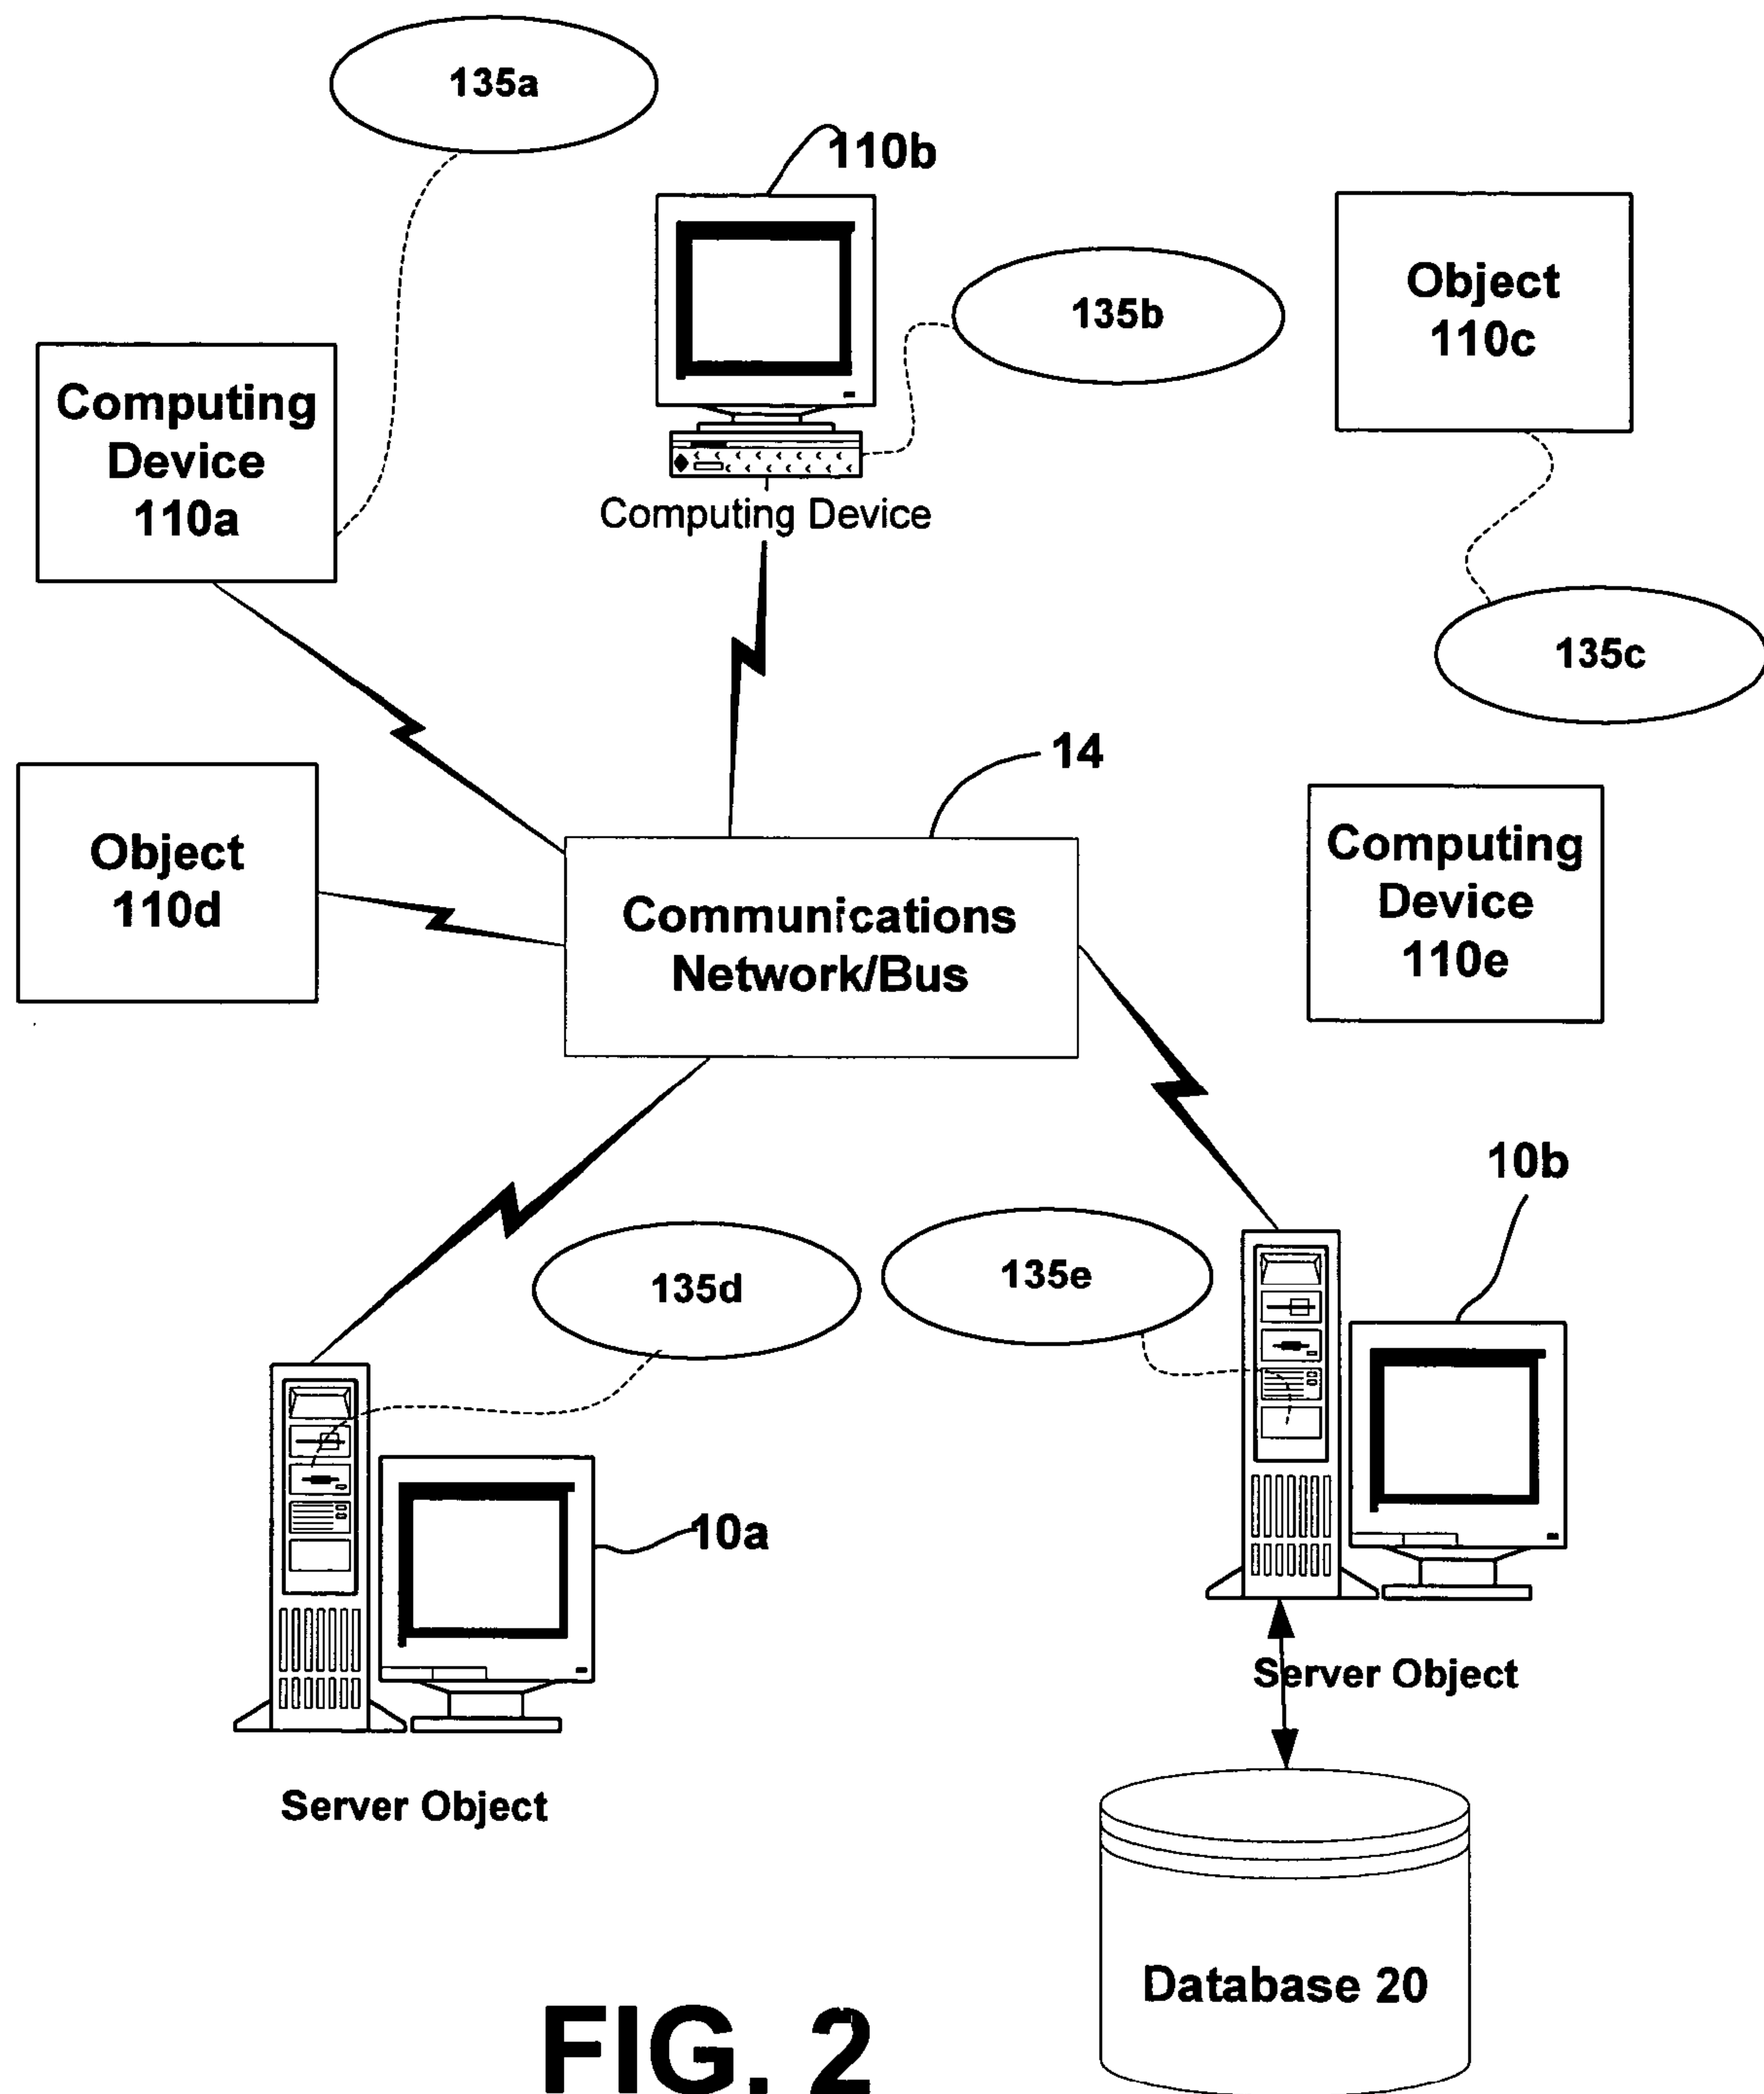 135a
110b
135b
Object
110c
Computing
Device
110a
Computing Device
135c
14
Object
110d
Communications
Network/Bus
Computing
Device
110e
10b
135d
135e
10a
Server Object
Server Object
Database 20
FIG. 2